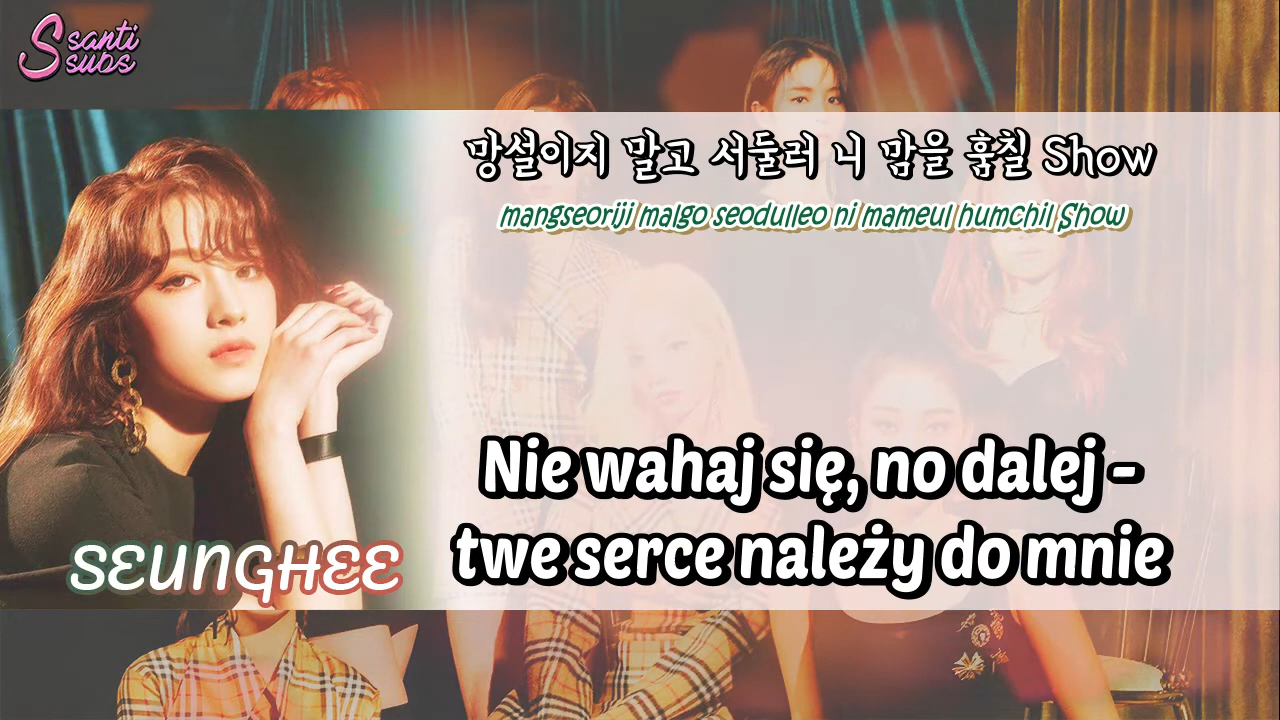 Ssanti
subs
망설이지 말고 서둘러 니 맘을 훔칠 Show
mangseoriji malgo seodulleo ni mameul humchil Show
Nie wahaj się, no dalej -
twe serce należy do mnie
SEUNGHEE